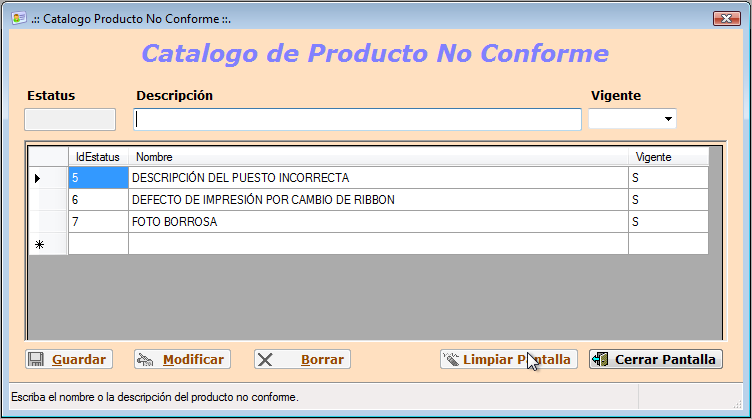 .:: Catalogo Producto No Conforme ::.
Catalogo de Producto No Conforme
Estatus Descripción Vigente
IdEstatus Nombre Vigente
5 DESCRIPCIÓN DEL PUESTO INCORRECTA S
6 DEFECTO DE IMPRESIÓN POR CAMBIO DE RIBBON S
7 FOTO BORROSA S
Guardar Modificar Borrar Limpiar Pantalla Cerrar Pantalla
Escriba el nombre o la descripción del producto no conforme.